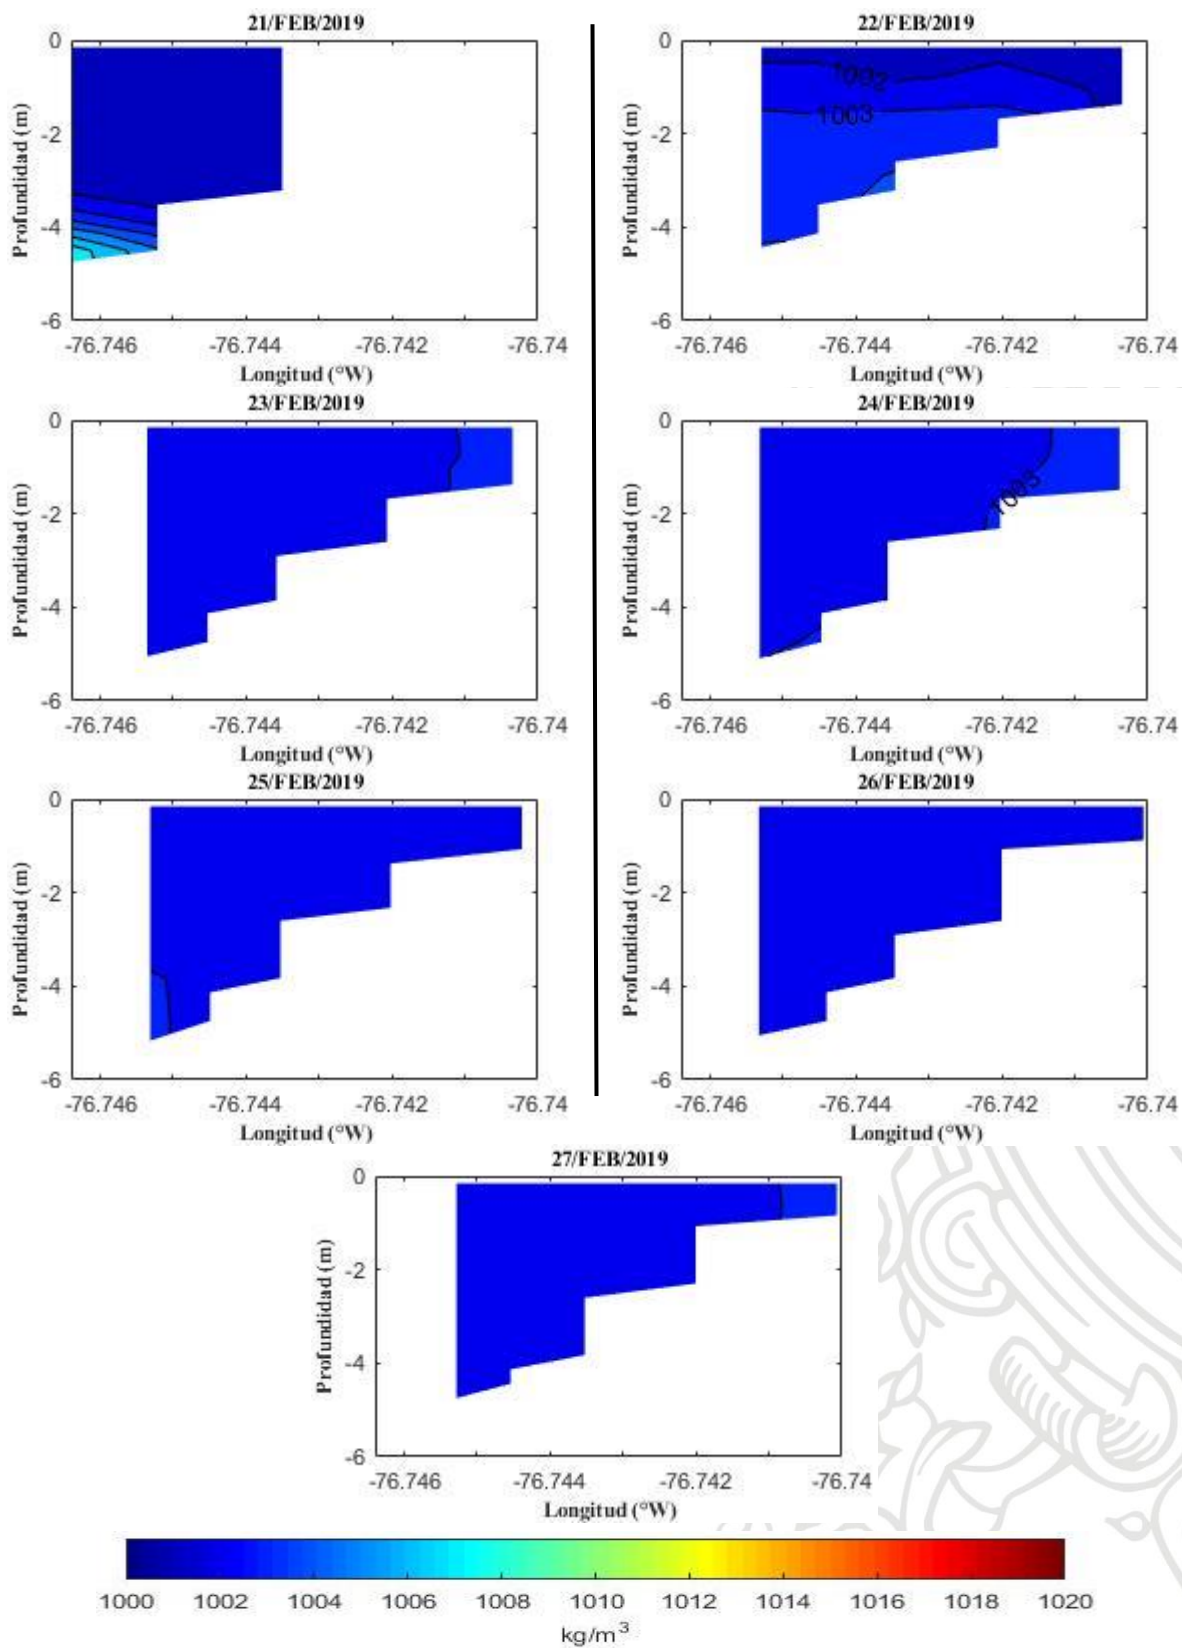 21/FEB/2019
0
-2
-4
-6
Profundidad (m)
-76.746 -76.744 -76.742 -76.74
Longitud (°W)
22/FEB/2019
1002
1003
0
-2
-4
-6
Profundidad (m)
-76.746 -76.744 -76.742 -76.74
Longitud (°W)
23/FEB/2019
0
-2
-4
-6
Profundidad (m)
-76.746 -76.744 -76.742 -76.74
Longitud (°W)
24/FEB/2019
1003
0
-2
-4
-6
Profundidad (m)
-76.746 -76.744 -76.742 -76.74
Longitud (°W)
25/FEB/2019
0
-2
-4
-6
Profundidad (m)
-76.746 -76.744 -76.742 -76.74
Longitud (°W)
26/FEB/2019
0
-2
-4
-6
Profundidad (m)
-76.746 -76.744 -76.742 -76.74
Longitud (°W)
27/FEB/2019
0
-2
-4
-6
Profundidad (m)
-76.746 -76.744 -76.742 -76.74
Longitud (°W)
1000 1002 1004 1006 1008 1010 1012 1014 1016 1018 1020
kg/m³